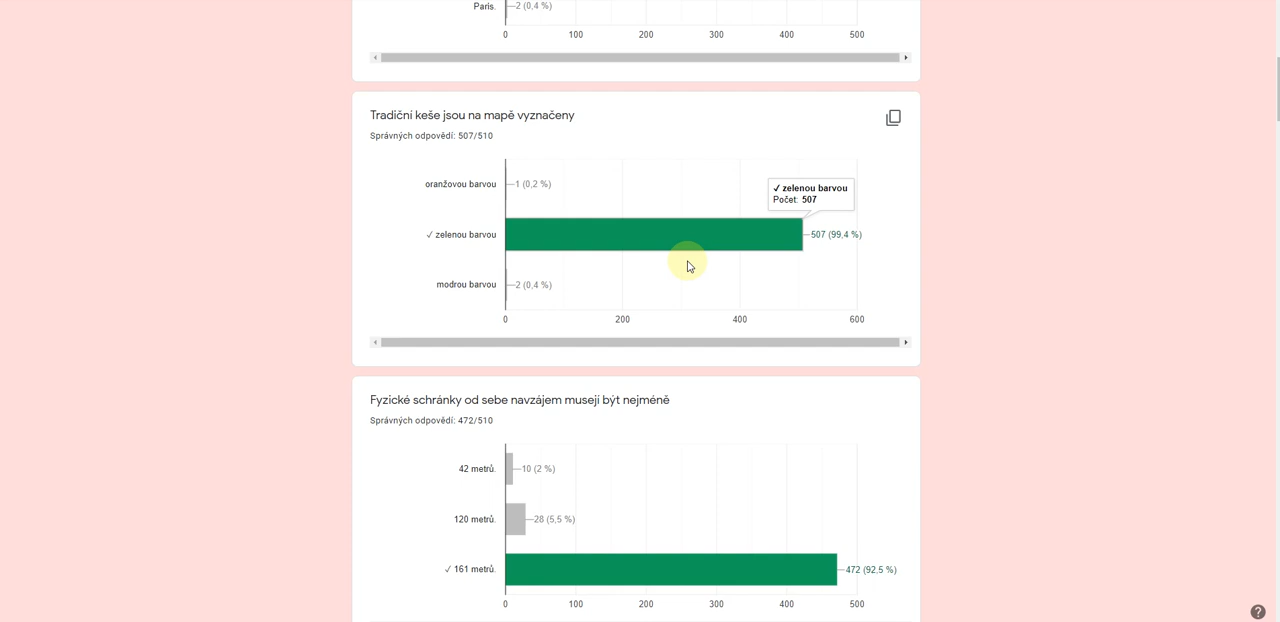 Paris.
2 (0,4 %)
0 100 200 300 400 500
Tradiční keše jsou na mapě vyznačeny
Správných odpovědí: 507/510
oranžovou barvou
1 (0,2 %)
✓ zelenou barvou
Počet: 507
✓ zelenou barvou
507 (99,4 %)
modrou barvou
2 (0,4 %)
0 200 400 600
Fyzické schránky od sebe navzájem musejí být nejméně
Správných odpovědí: 472/510
42 metrů.
10 (2 %)
120 metrů.
28 (5,5 %)
✓ 161 metrů.
472 (92,5 %)
0 100 200 300 400 500
?